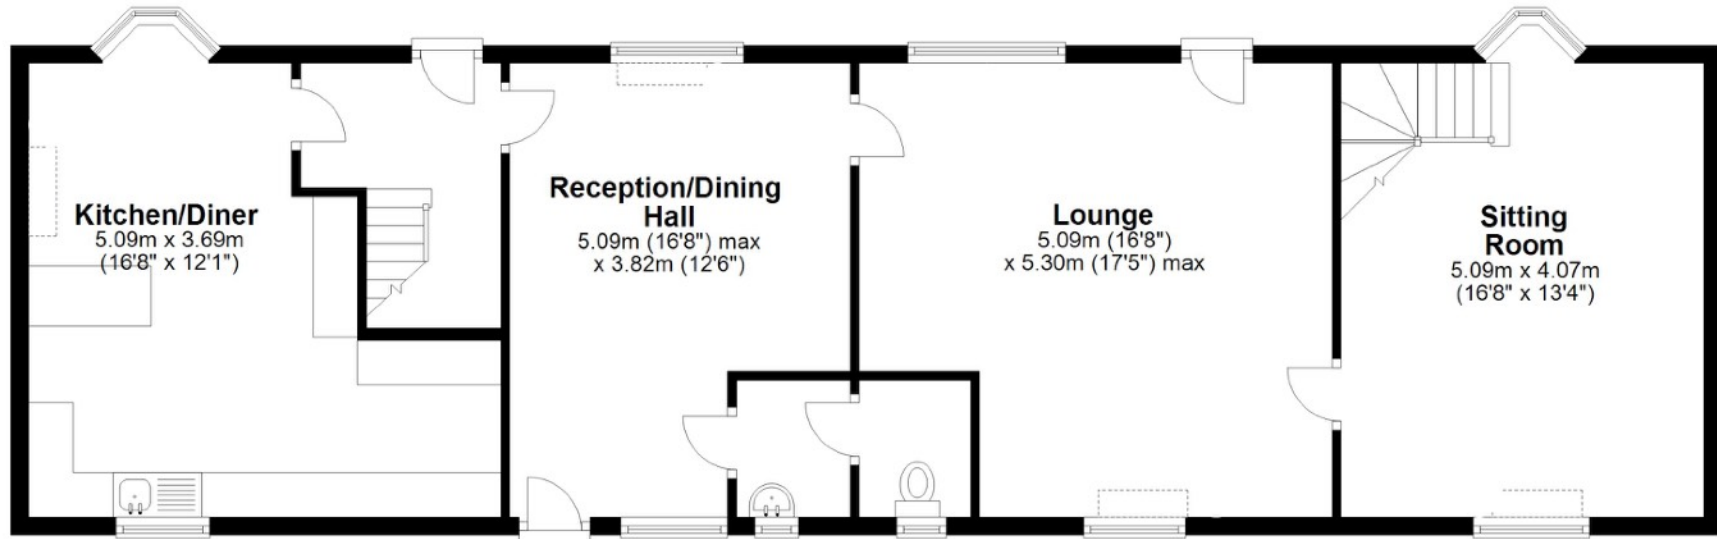 Kitchen/Diner
5.09m x 3.69m
(16'8" x 12'1")
Reception/Dining
Hall
5.09m (16'8") max
x 3.82m (12'6")
Lounge
5.09m (16'8")
x 5.30m (17'5") max
Sitting
Room
5.09m x 4.07m
(16'8" x 13'4")